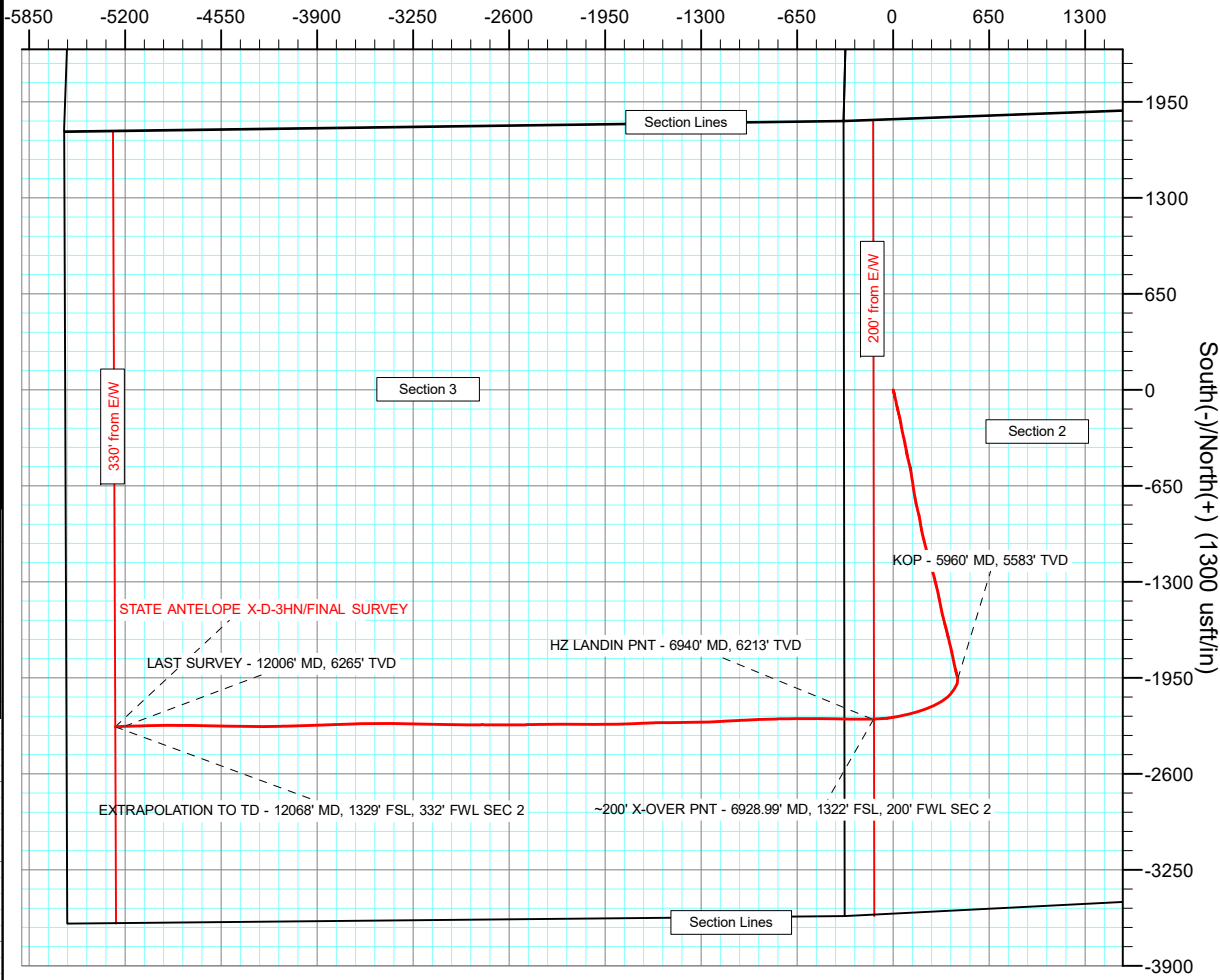 -5850 -5200 -4550 -3900 -3250 -2600 -1950 -1300 -650 0 650 1300
1950
Section Lines
1300
650
200' from E/W
0
Section 3
330' from E/W
Section 2
-650
KOP - 5960' MD, 5583' TVD
-1300
STATE ANTELOPE X-D-3HN/FINAL SURVEY
HZ LANDIN PNT - 6940' MD, 6213' TVD
LAST SURVEY - 12006' MD, 6265' TVD
-1950
-2600
EXTRAPOLATION TO TD - 12068' MD, 1329' FSL, 332' FWL SEC 2
~200' X-OVER PNT - 6928.99' MD, 1322' FSL, 200' FWL SEC 2
-3250
Section Lines
-3900
South(-)/North(+) (1300 usft/in)